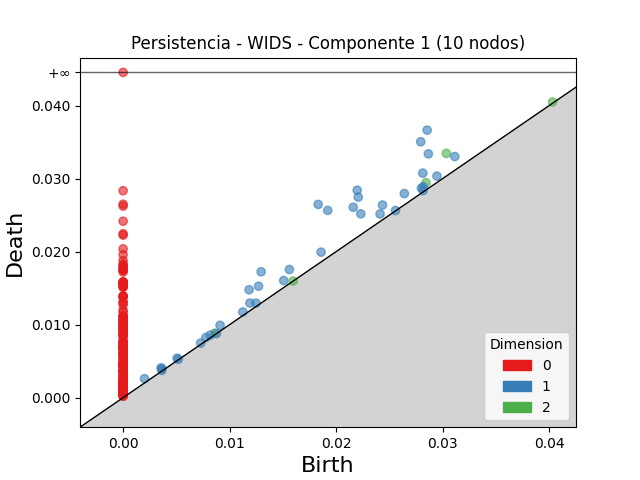 Persistencia - WIDS - Componente 1 (10 nodos)
+∞
0.040
0.030
0.020
0.010
0.000
Death
Dimension
0
1
2
0.00 0.01 0.02 0.03 0.04
Birth